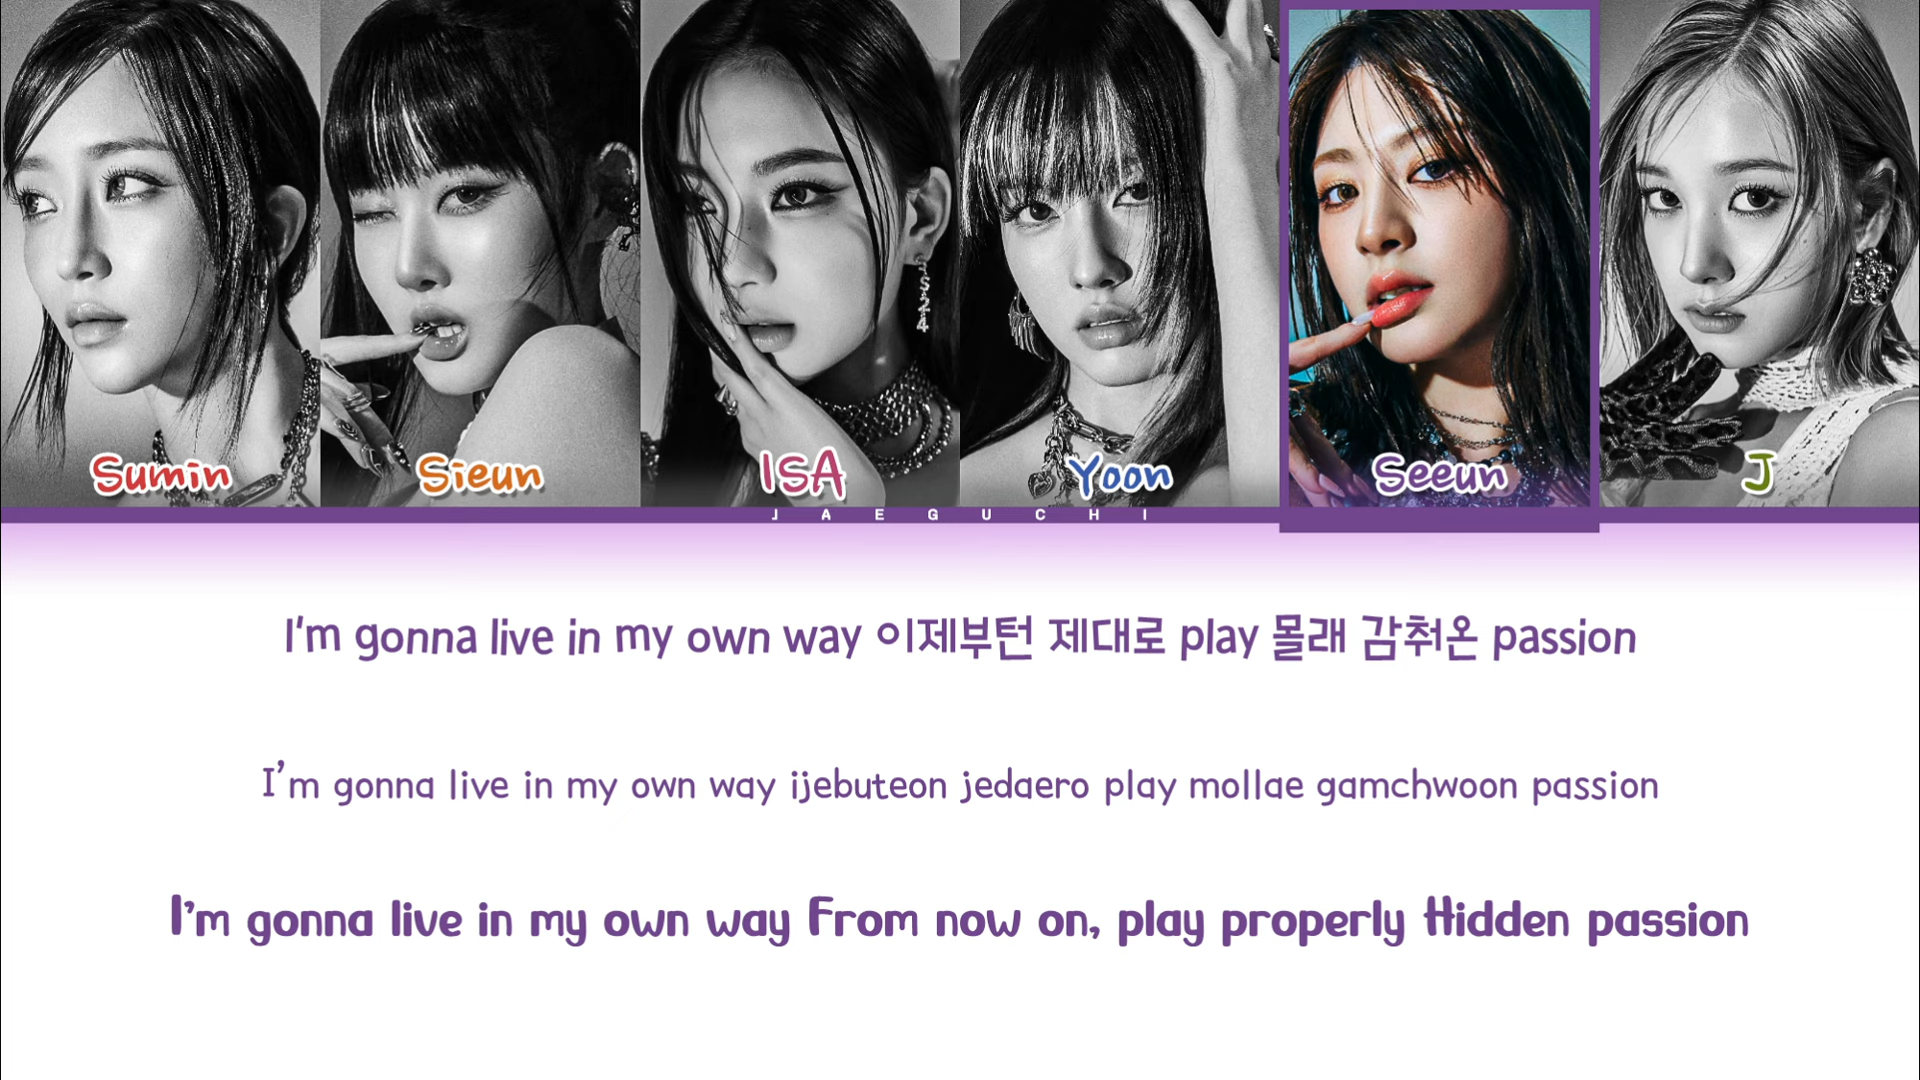 Sumin
Sieun
ISA
Yoon
Seeun
J
JAEGUCHI
I'm gonna live in my own way 이제부턴 제대로 play 몰래 감춰온 passion
I'm gonna live in my own way ijebuteon jedaero play mollae gamchwoon passion
I'm gonna live in my own way From now on, play properly Hidden passion